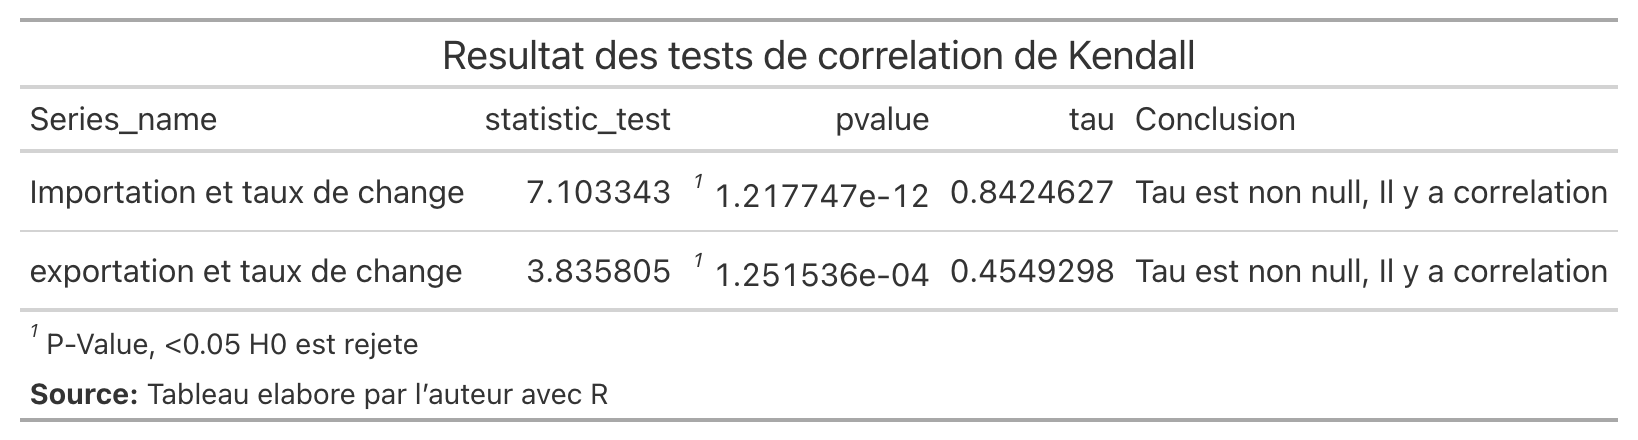 Resultat des tests de correlation de Kendall
Series_name statistic_test pvalue tau Conclusion
Importation et taux de change 7.103343 1 1.217747e-12 0.8424627 Tau est non null, Il y a correlation
exportation et taux de change 3.835805 1 1.251536e-04 0.4549298 Tau est non null, Il y a correlation
1 P-Value, <0.05 H0 est rejete
Source: Tableau elabore par l’auteur avec R